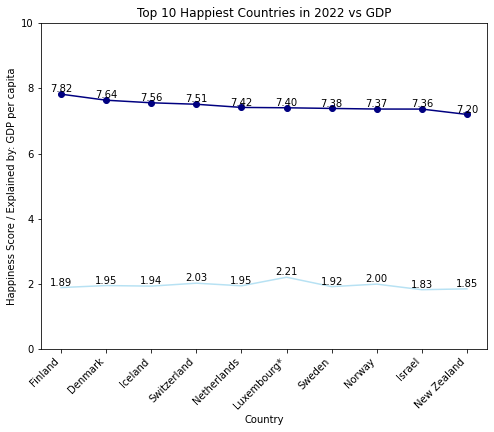 Top 10 Happiest Countries in 2022 vs GDP
Happiness Score / Explained by: GDP per capita
10
8
6
4
2
0
7.82
7.64
7.56
7.51
7.42
7.40
7.38
7.37
7.36
7.20
1.89
1.95
1.94
2.03
1.95
2.21
1.92
2.00
1.83
1.85
Finland
Denmark
Iceland
Switzerland
Netherlands
Luxembourg*
Sweden
Norway
Israel
New Zealand
Country